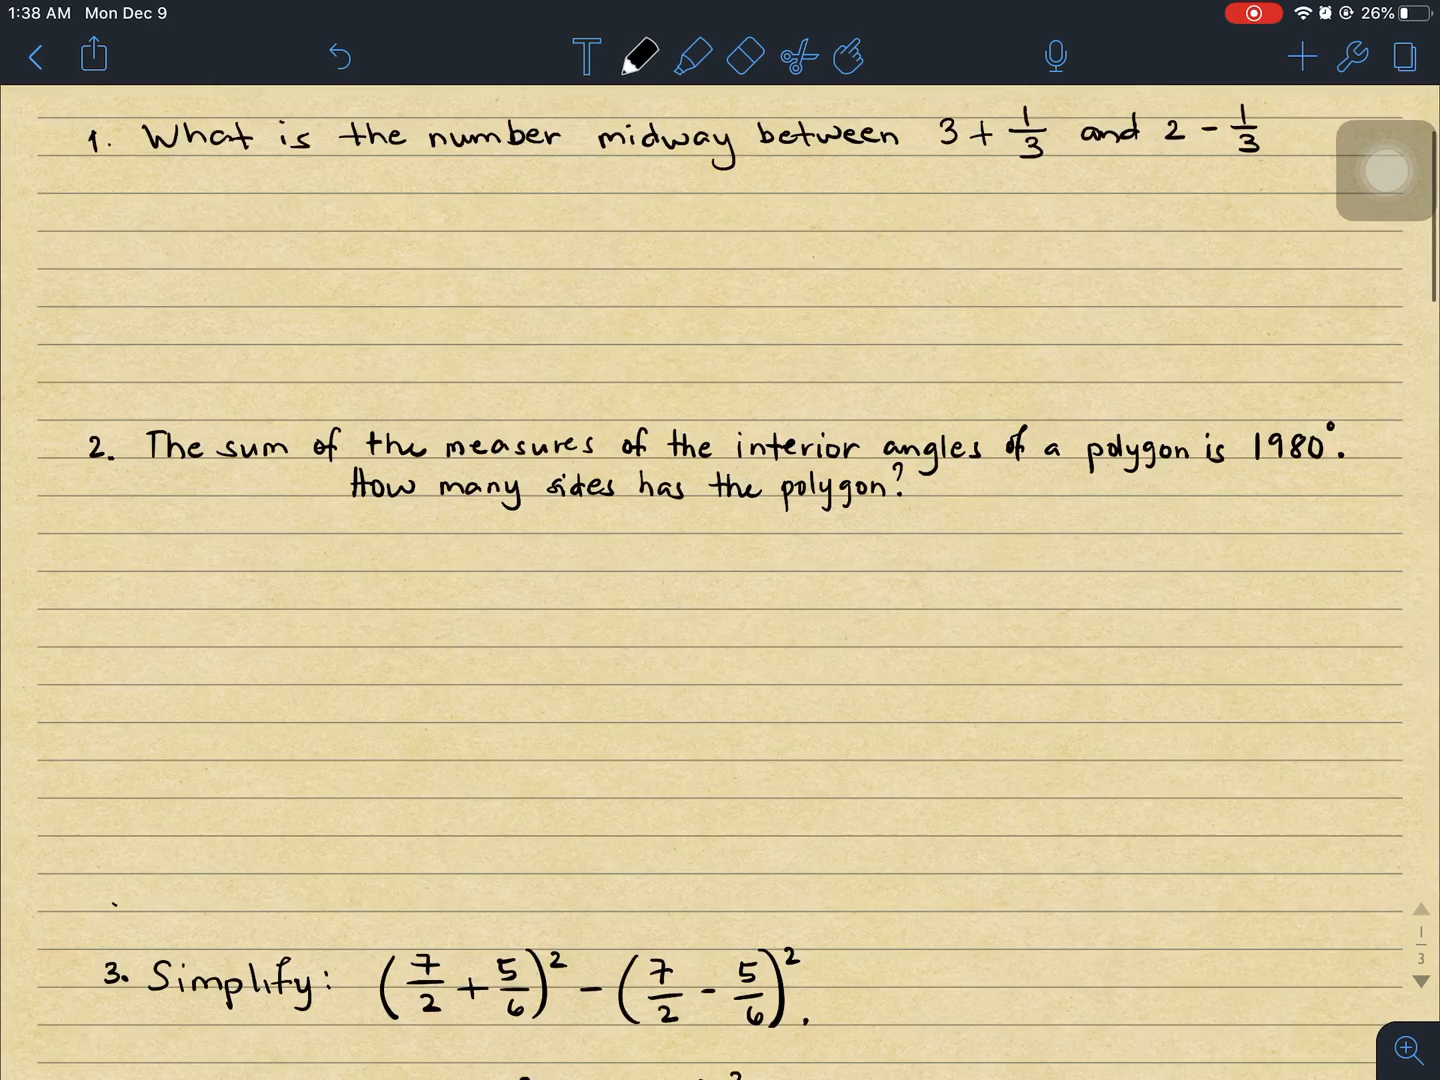 1:38 AM Mon Dec 9 26%
1. What is the number midway between 3 + 1/3 and 2 - 1/3
2. The sum of the measures of the interior angles of a polygon is 1980°.
How many sides has the polygon?
3. Simplify: (7/2 + 5/6)² - (7/2 - 5/6)².
1
3